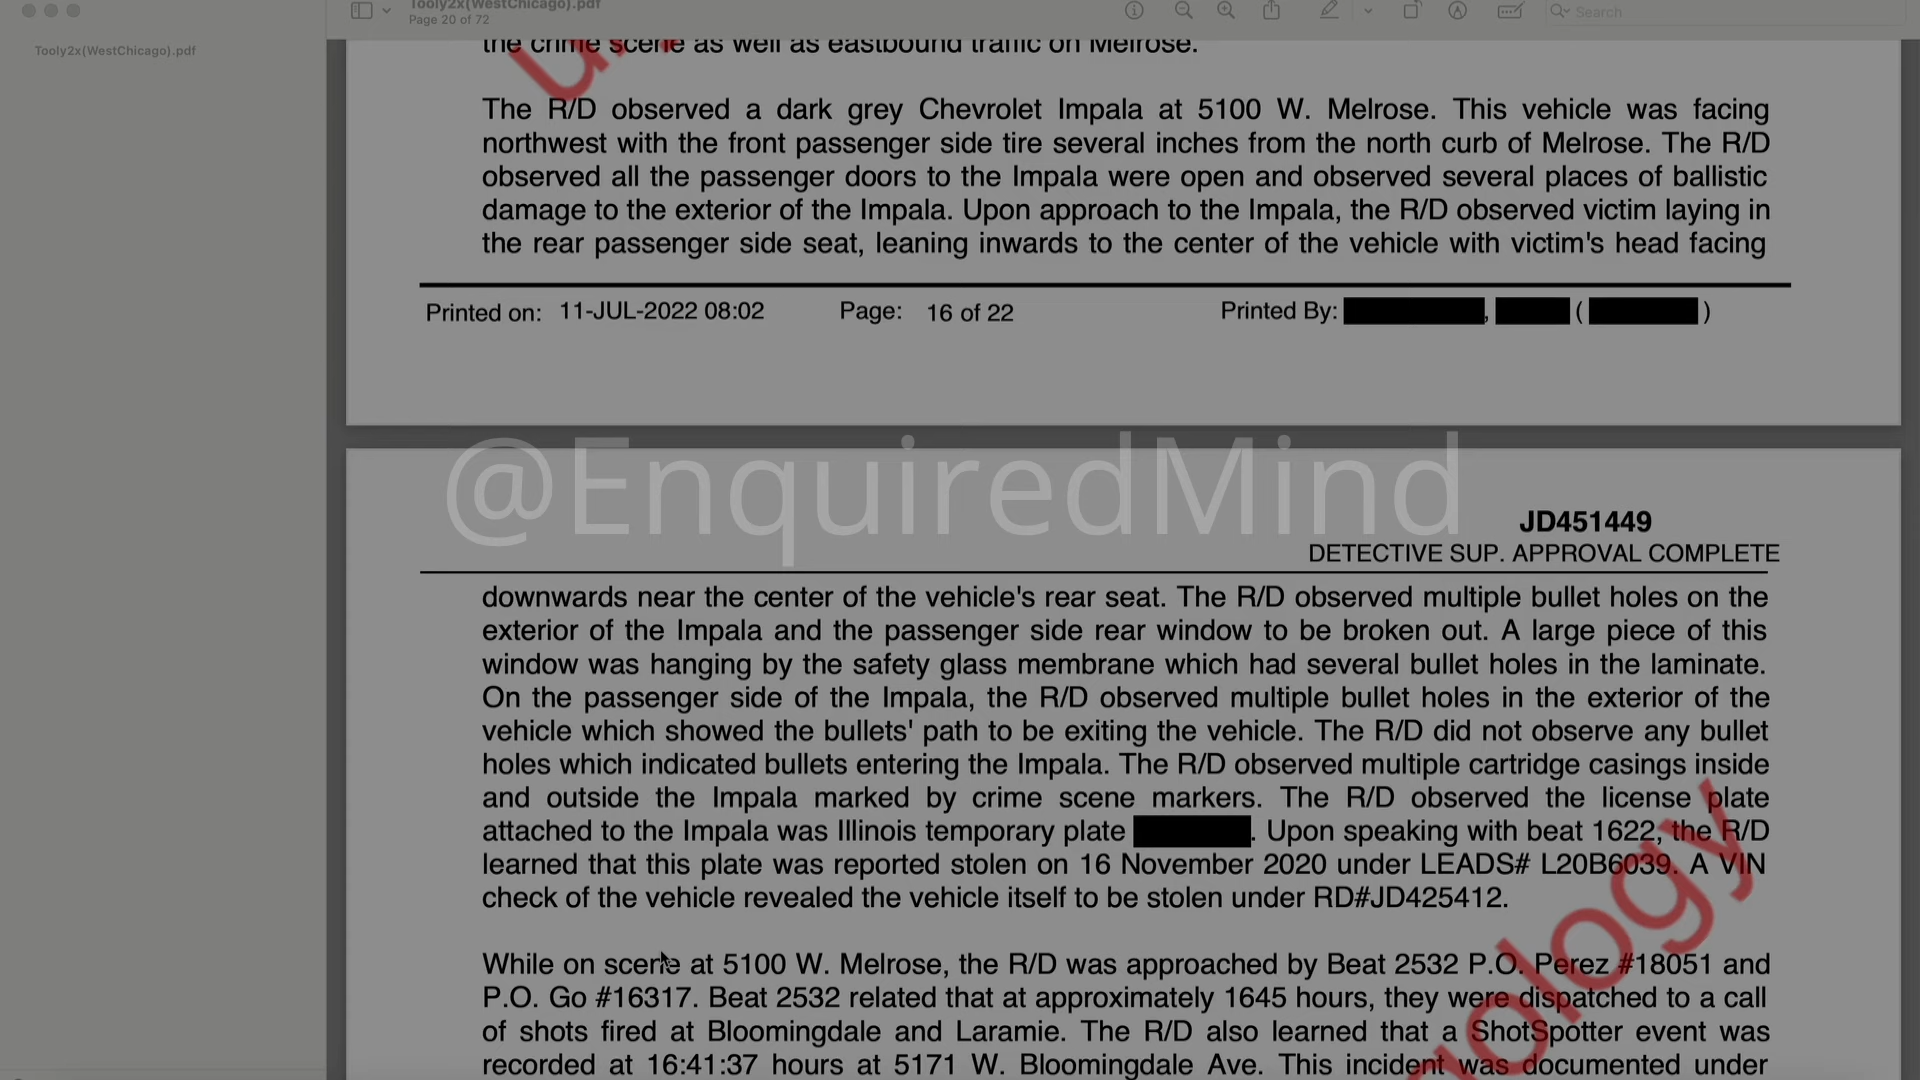 Tooly2x(WestChicago).pdf
Page 20 of 72
Search
Tooly2x(WestChicago).pdf
the crime scene as well as eastbound traffic on Melrose.
The R/D observed a dark grey Chevrolet Impala at 5100 W. Melrose. This vehicle was facing
northwest with the front passenger side tire several inches from the north curb of Melrose. The R/D
observed all the passenger doors to the Impala were open and observed several places of ballistic
damage to the exterior of the Impala. Upon approach to the Impala, the R/D observed victim laying in
the rear passenger side seat, leaning inwards to the center of the vehicle with victim's head facing
Printed on: 11-JUL-2022 08:02 Page: 16 of 22 Printed By: , ( )
@EnquiredMind
JD451449
DETECTIVE SUP. APPROVAL COMPLETE
downwards near the center of the vehicle's rear seat. The R/D observed multiple bullet holes on the
exterior of the Impala and the passenger side rear window to be broken out. A large piece of this
window was hanging by the safety glass membrane which had several bullet holes in the laminate.
On the passenger side of the Impala, the R/D observed multiple bullet holes in the exterior of the
vehicle which showed the bullets' path to be exiting the vehicle. The R/D did not observe any bullet
holes which indicated bullets entering the Impala. The R/D observed multiple cartridge casings inside
and outside the Impala marked by crime scene markers. The R/D observed the license plate
attached to the Impala was Illinois temporary plate . Upon speaking with beat 1622, the R/D
learned that this plate was reported stolen on 16 November 2020 under LEADS# L20B6039. A VIN
check of the vehicle revealed the vehicle itself to be stolen under RD#JD425412.
While on scene at 5100 W. Melrose, the R/D was approached by Beat 2532 P.O. Perez #18051 and
P.O. Go #16317. Beat 2532 related that at approximately 1645 hours, they were dispatched to a call
of shots fired at Bloomingdale and Laramie. The R/D also learned that a ShotSpotter event was
recorded at 16:41:37 hours at 5171 W. Bloomingdale Ave. This incident was documented under